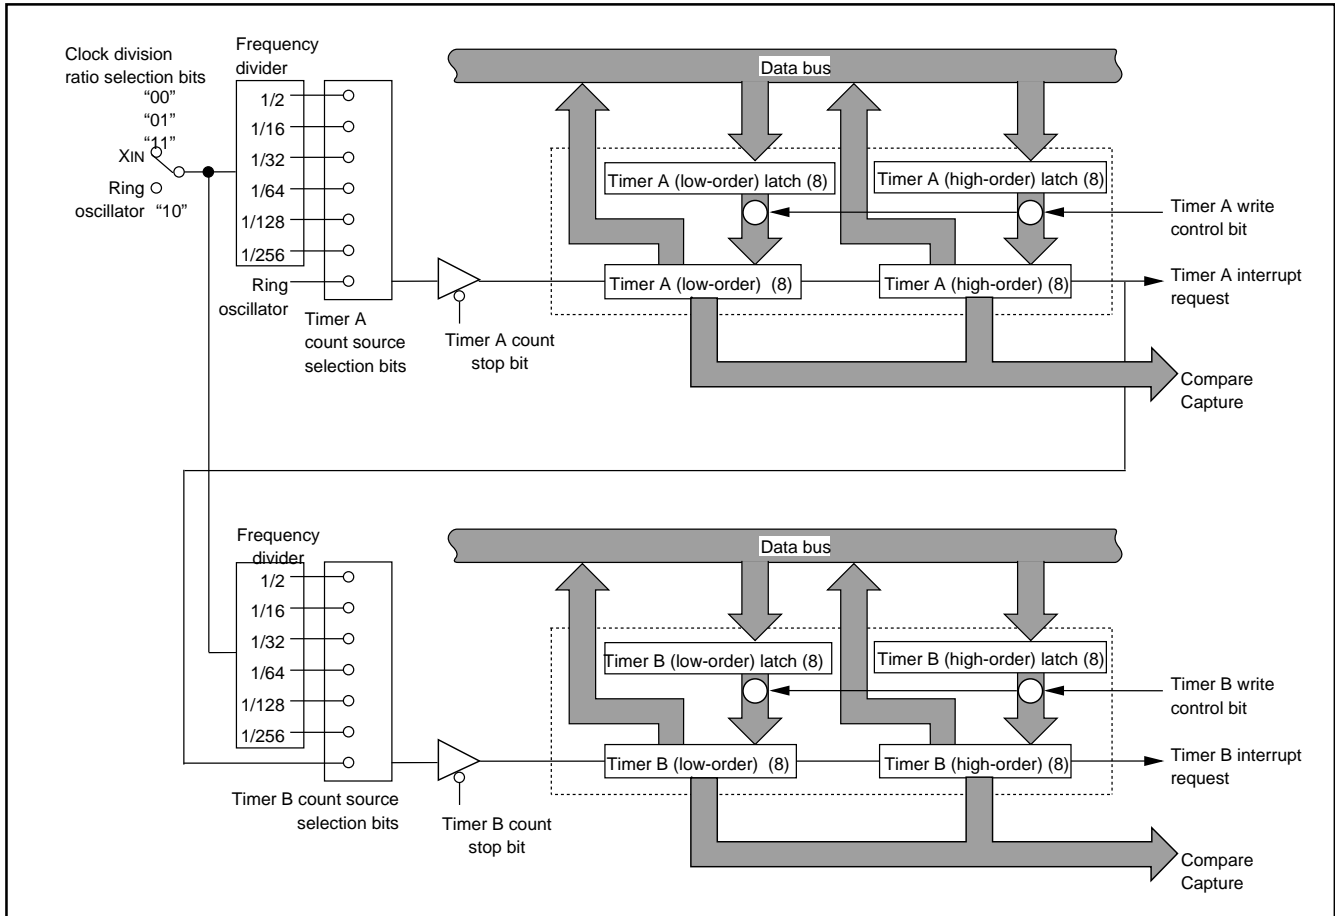 Clock division
ratio selection bits
“00”
“01”
“11”
XIN
Ring
oscillator “10”
Frequency
divider
1/2
1/16
1/32
1/64
1/128
1/256
Ring
oscillator
Timer A
count source
selection bits
Timer A count
stop bit
Data bus
Timer A (low-order) latch (8)
Timer A (high-order) latch (8)
Timer A write
control bit
Timer A (low-order) (8)
Timer A (high-order) (8)
Timer A interrupt
request
Compare
Capture
Frequency
divider
1/2
1/16
1/32
1/64
1/128
1/256
Timer B count source
selection bits
Timer B count
stop bit
Data bus
Timer B (low-order) latch (8)
Timer B (high-order) latch (8)
Timer B write
control bit
Timer B (low-order) (8)
Timer B (high-order) (8)
Timer B interrupt
request
Compare
Capture